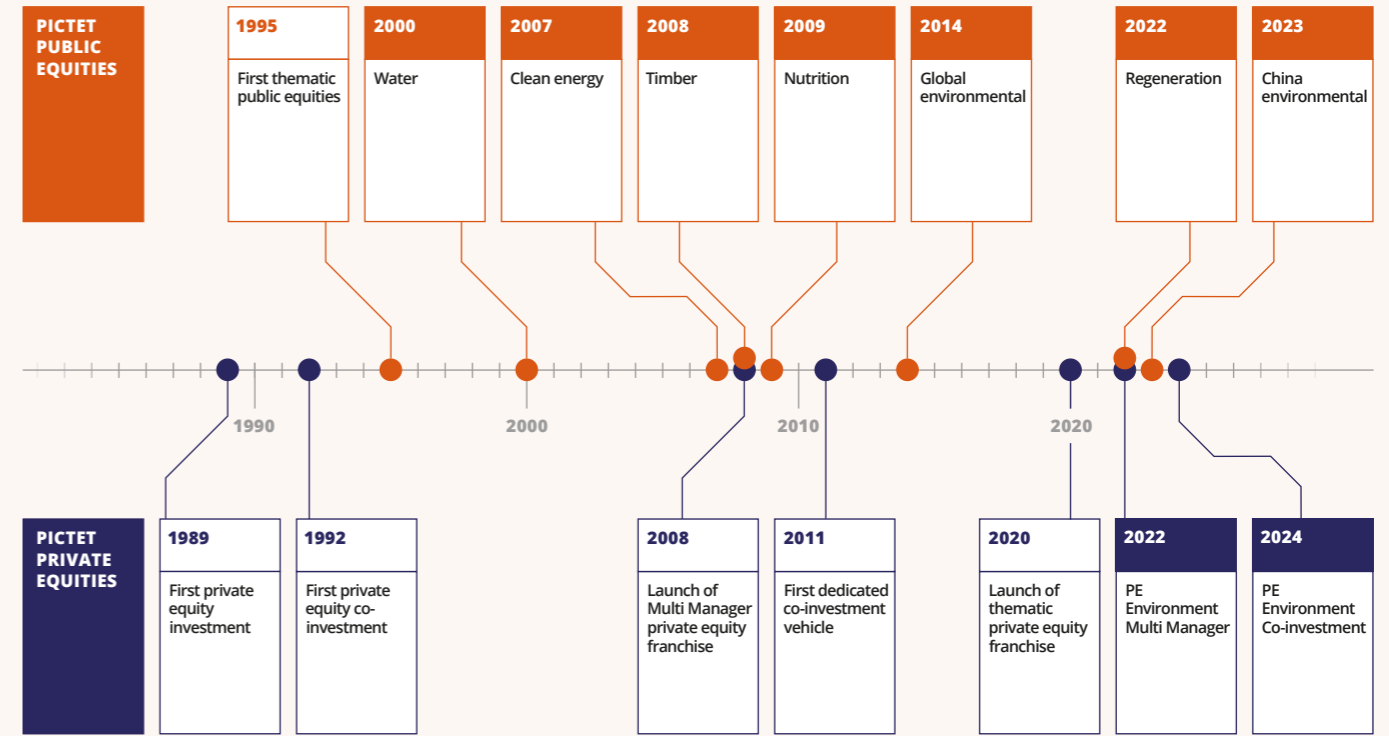 PICTET
PUBLIC
EQUITIES
1995
First thematic
public equities
2000
Water
2007
Clean energy
2008
Timber
2009
Nutrition
2014
Global
environmental
2022
Regeneration
2023
China
environmental
1990
2000
2010
2020
PICTET
PRIVATE
EQUITIES
1989
First private
equity
investment
1992
First private
equity co-
investment
2008
Launch of
Multi Manager
private equity
franchise
2011
First dedicated
co-investment
vehicle
2020
Launch of
thematic
private equity
franchise
2022
PE
Environment
Multi Manager
2024
PE
Environment
Co-investment